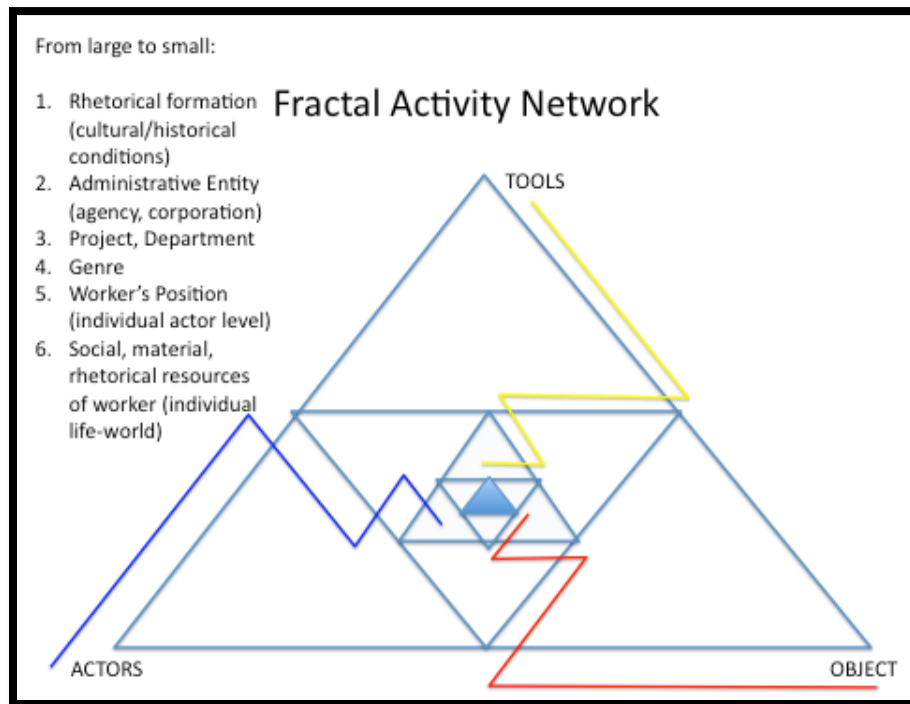 From large to small:
Fractal Activity Network
1. Rhetorical formation
(cultural/historical
conditions)
2. Administrative Entity
(agency, corporation)
3. Project, Department
4. Genre
5. Worker's Position
(individual actor level)
6. Social, material,
rhetorical resources
of worker (individual
life-world)
TOOLS
ACTORS
OBJECT